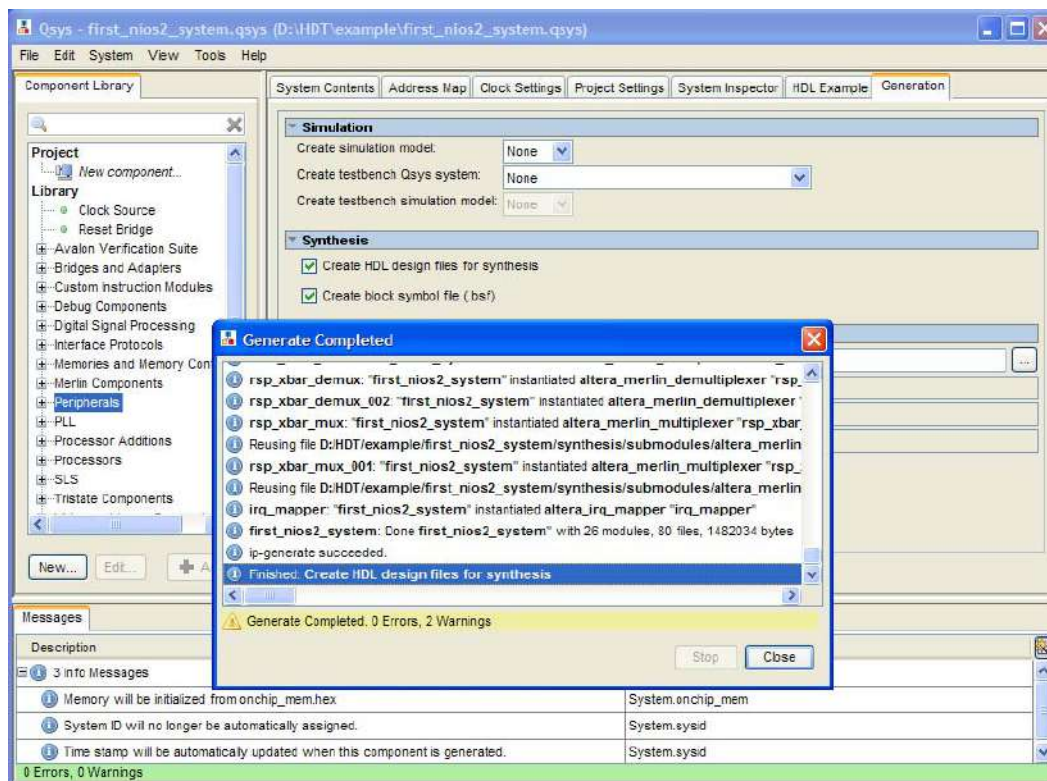 Qsys - first_nios2_system.qsys (D:\HDT\example\first_nios2_system.qsys)
File Edit System View Tools Help
Component Library
System Contents Address Map Clock Settings Project Settings System Inspector HDL Example Generation
Project
New component...
Library
Clock Source
Reset Bridge
Avalon Verification Suite
Bridges and Adapters
Custom Instruction Modules
Debug Components
Digital Signal Processing
Interface Protocols
Memories and Memory Con
Merlin Components
Peripherals
PLL
Processor Additions
Processors
SLS
Tristate Components
New... Edit... A
Simulation
Create simulation model: None
Create testbench Qsys system: None
Create testbench simulation model: None
Synthesis
Create HDL design files for synthesis
Create block symbol file (.bsf)
...
Generate Completed
rsp_xbar_demux: "first_nios2_system" instantiated altera_merlin_demultiplexer "rsp_
rsp_xbar_demux_002: "first_nios2_system" instantiated altera_merlin_demultiplexer "
rsp_xbar_mux: "first_nios2_system" instantiated altera_merlin_multiplexer "rsp_xbar_
Reusing file D:/HDT/example/first_nios2_system/synthesis/submodules/altera_merlin
rsp_xbar_mux_001: "first_nios2_system" instantiated altera_merlin_multiplexer "rsp_
Reusing file D:/HDT/example/first_nios2_system/synthesis/submodules/altera_merlin
irq_mapper: "first_nios2_system" instantiated altera_irq_mapper "irq_mapper"
first_nios2_system: Done first_nios2_system" with 26 modules, 80 files, 1482034 bytes
ip-generate succeeded.
Finished: Create HDL design files for synthesis
Generate Completed. 0 Errors, 2 Warnings
Stop Close
Messages
Description
3 Info Messages
Memory will be initialized from onchip_mem.hex System.onchip_mem
System ID will no longer be automatically assigned. System.sysid
Time stamp will be automatically updated when this component is generated. System.sysid
0 Errors, 0 Warnings